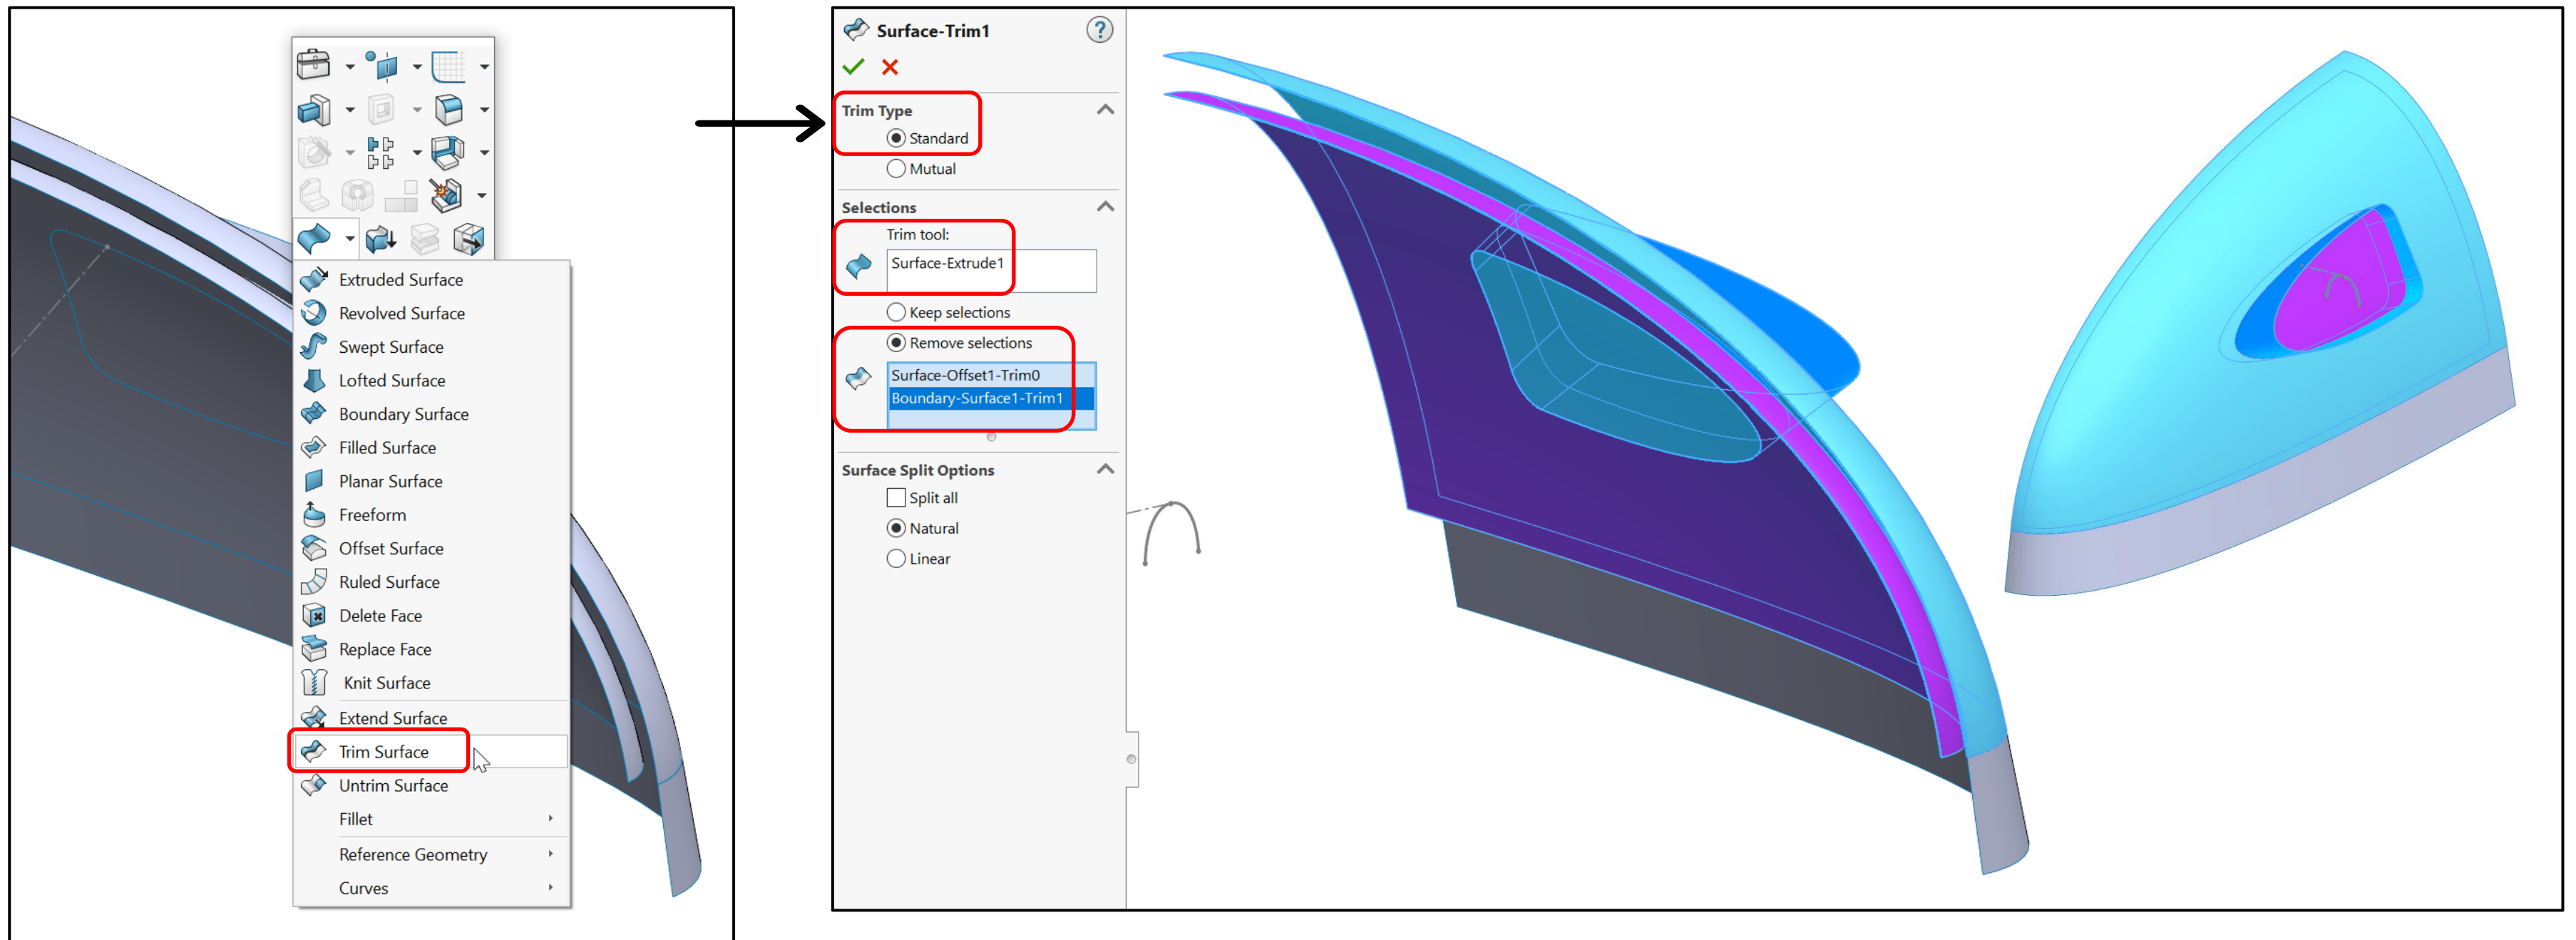 Extruded Surface
Revolved Surface
Swept Surface
Lofted Surface
Boundary Surface
Filled Surface
Planar Surface
Freeform
Offset Surface
Ruled Surface
Delete Face
Replace Face
Knit Surface
Extend Surface
Trim Surface
Untrim Surface
Fillet
Reference Geometry
Curves
Surface-Trim1
?
Trim Type
Standard
Mutual
Selections
Trim tool:
Surface-Extrude1
Keep selections
Remove selections
Surface-Offset1-Trim0
Boundary-Surface1-Trim1
Surface Split Options
Split all
Natural
Linear